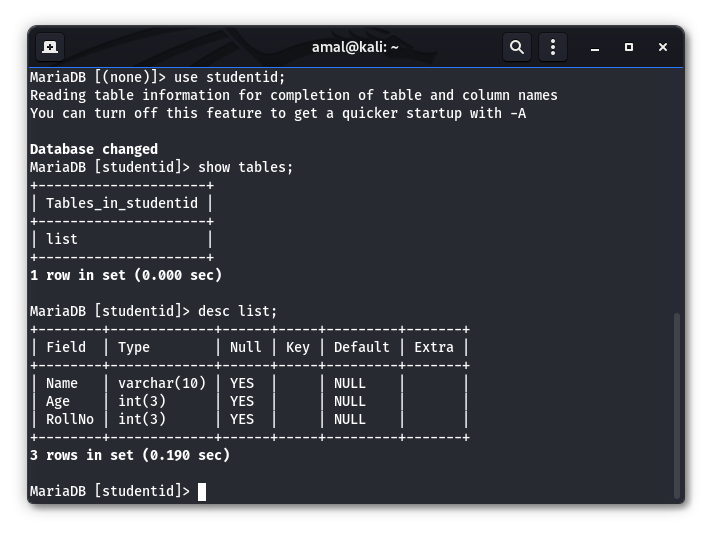 amal@kali: ~
MariaDB [(none)]> use studentid;
Reading table information for completion of table and column names
You can turn off this feature to get a quicker startup with -A

Database changed
MariaDB [studentid]> show tables;
+---------------------+
| Tables_in_studentid |
+---------------------+
| list                |
+---------------------+
1 row in set (0.000 sec)

MariaDB [studentid]> desc list;
+--------+-------------+------+-----+---------+-------+
| Field  | Type        | Null | Key | Default | Extra |
+--------+-------------+------+-----+---------+-------+
| Name   | varchar(10) | YES  |     | NULL    |       |
| Age    | int(3)      | YES  |     | NULL    |       |
| RollNo | int(3)      | YES  |     | NULL    |       |
+--------+-------------+------+-----+---------+-------+
3 rows in set (0.190 sec)

MariaDB [studentid]>